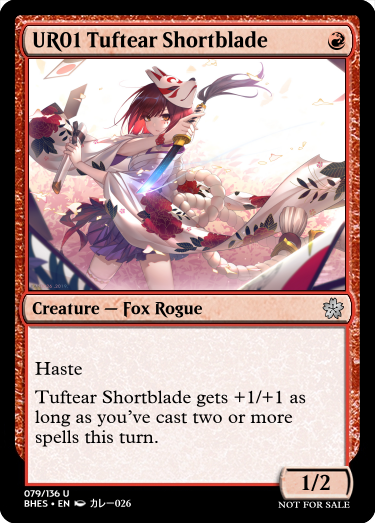 UR01 Tuftear Shortblade
Creature — Fox Rogue
Haste
Tuftear Shortblade gets +1/+1 as
long as you've cast two or more
spells this turn.
1/2
079/136 U
BHES • EN カレー026
NOT FOR SALE